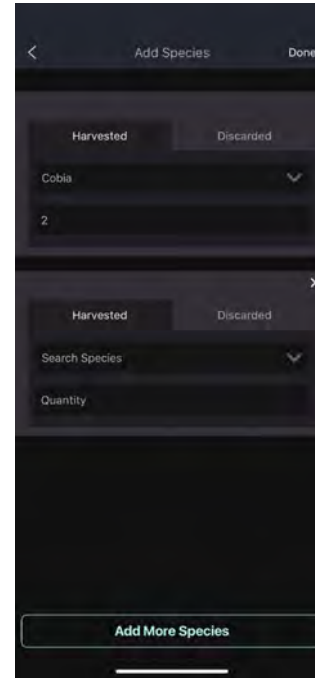 Add Species Done
Harvested Discarded
Cobia
2
Harvested Discarded
Search Species
Quantity
Add More Species